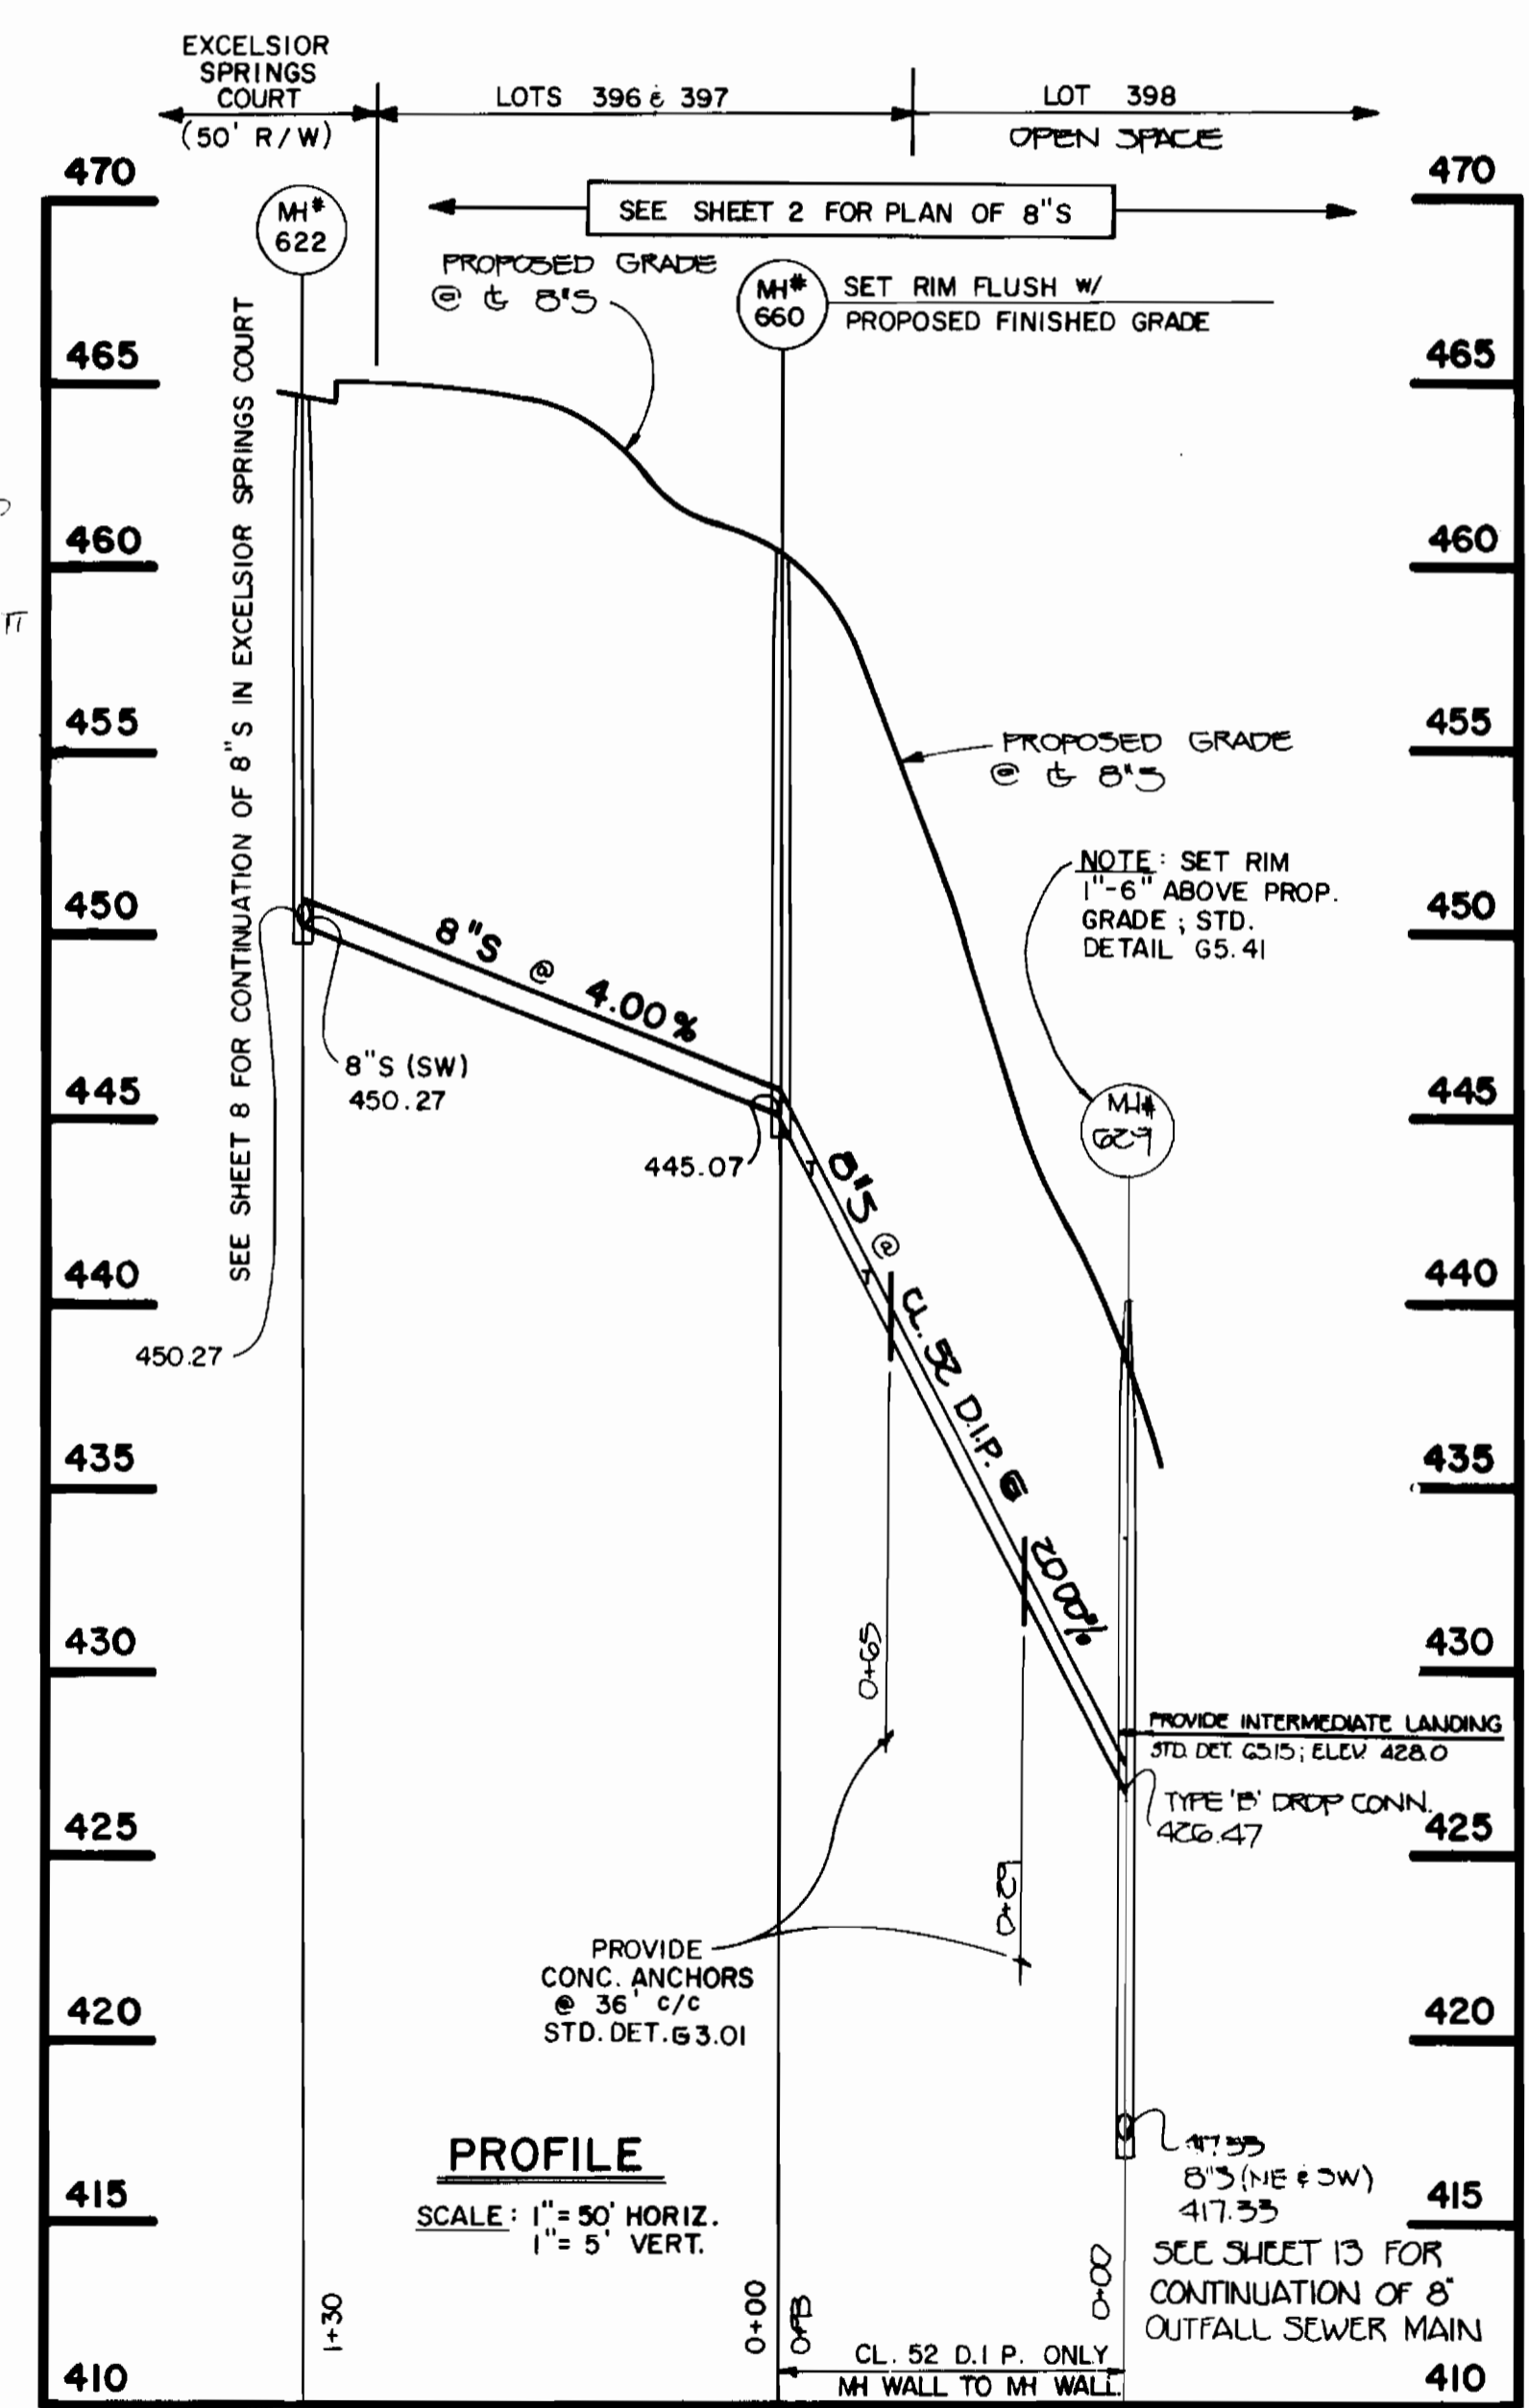 EXCELSIOR
SPRINGS
COURT
(50' R/W)
LOTS 396 & 397
LOT 398
OPEN SPACE
470
470
MH#
622
SEE SHEET 2 FOR PLAN OF 8"S
PROPOSED GRADE
@ ℄ 8"S
MH#
660
SET RIM FLUSH W/
PROPOSED FINISHED GRADE
465
465
SEE SHEET 8 FOR CONTINUATION OF 8"S IN EXCELSIOR SPRINGS COURT
460
460
455
455
PROPOSED GRADE
@ ℄ 8"S
NOTE: SET RIM
1"-6" ABOVE PROP.
GRADE; STD.
DETAIL G5.41
450
450
8"S @ 4.00%
8"S (SW)
450.27
445
445
MH#
445.07
8"S @ CL. 52 D.I.P. @ 20.00%
T
T
440
440
450.27
435
435
430
430
0+65
PROVIDE INTERMEDIATE LANDING
STD. DET. G5.15; ELEV. 428.0
TYPE 'B' DROP CONN.
426.47
425
425
0+29
PROVIDE
CONC. ANCHORS
@ 36' c/c
STD. DET. G3.01
420
420
PROFILE
SCALE: 1"= 50' HORIZ.
1"= 5' VERT.
417.33
8"S (NE & SW)
417.33
415
415
SEE SHEET 13 FOR
CONTINUATION OF 8"
OUTFALL SEWER MAIN
1+30
0+00
0+93
0+00
CL. 52 D.I.P. ONLY
MH WALL TO MH WALL.
410
410